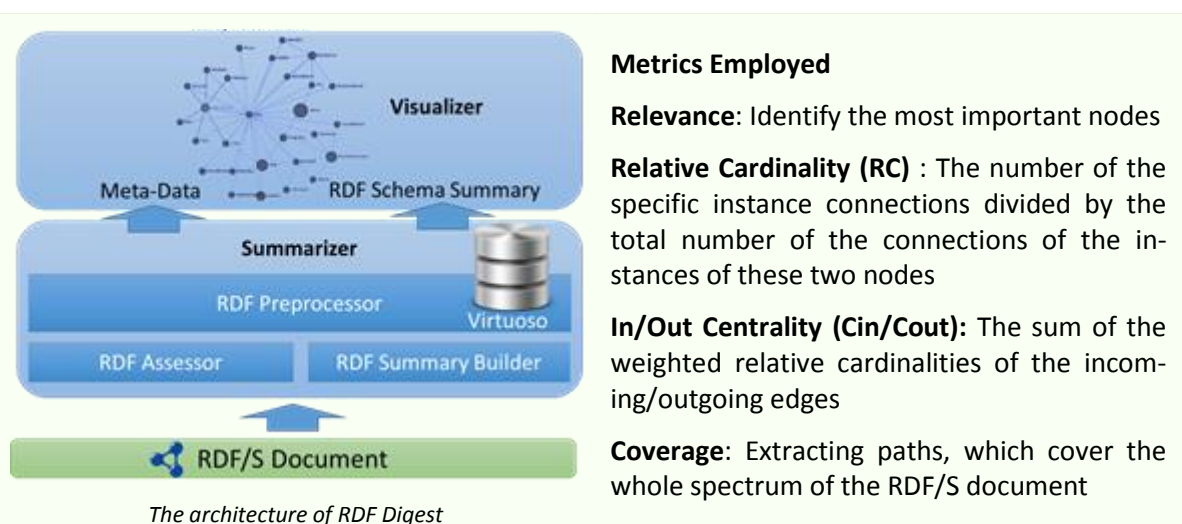 Visualizer
Meta-Data
RDF Schema Summary
Summarizer
RDF Preprocessor
Virtuoso
RDF Assessor
RDF Summary Builder
RDF/S Document
The architecture of RDF Digest
Metrics Employed
Relevance: Identify the most important nodes
Relative Cardinality (RC) : The number of the
specific instance connections divided by the
total number of the connections of the in-
stances of these two nodes
In/Out Centrality (Cin/Cout): The sum of the
weighted relative cardinalities of the incom-
ing/outgoing edges
Coverage: Extracting paths, which cover the
whole spectrum of the RDF/S document